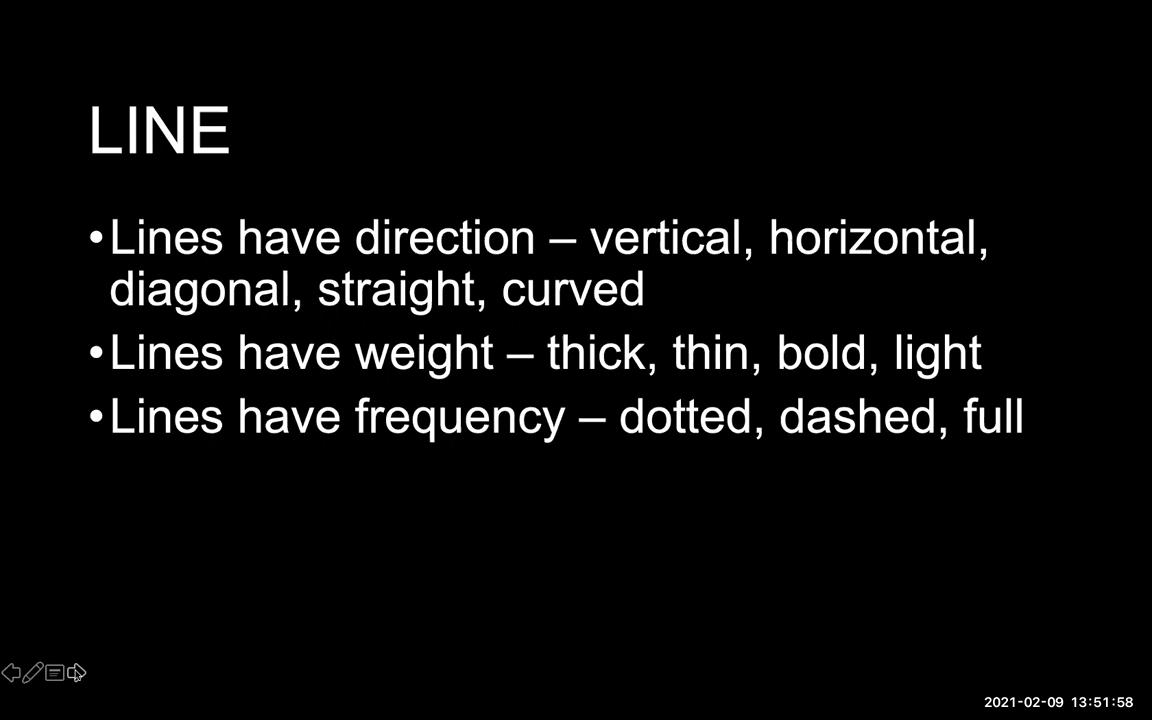 LINE
•Lines have direction – vertical, horizontal,
diagonal, straight, curved
•Lines have weight – thick, thin, bold, light
•Lines have frequency – dotted, dashed, full
2021-02-09 13:51:58